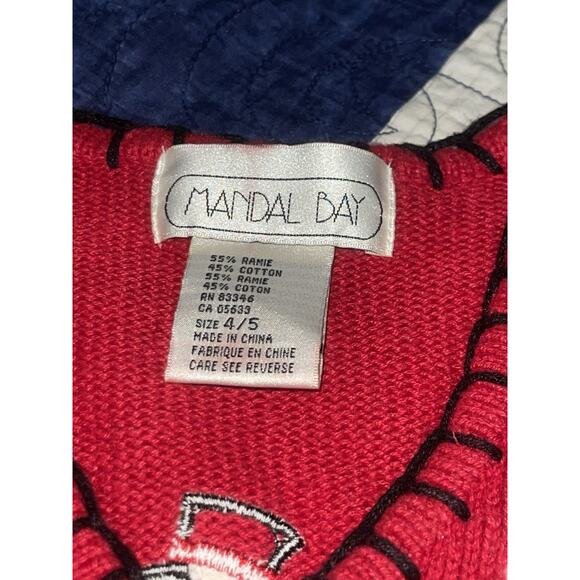 MANDAL BAY
55% RAMIE
45% COTTON
55% RAMIE
45% COTON
RN 83346
CA 05633
SIZE 4/5
MADE IN CHINA
FABRIQUE EN CHINE
CARE SEE REVERSE